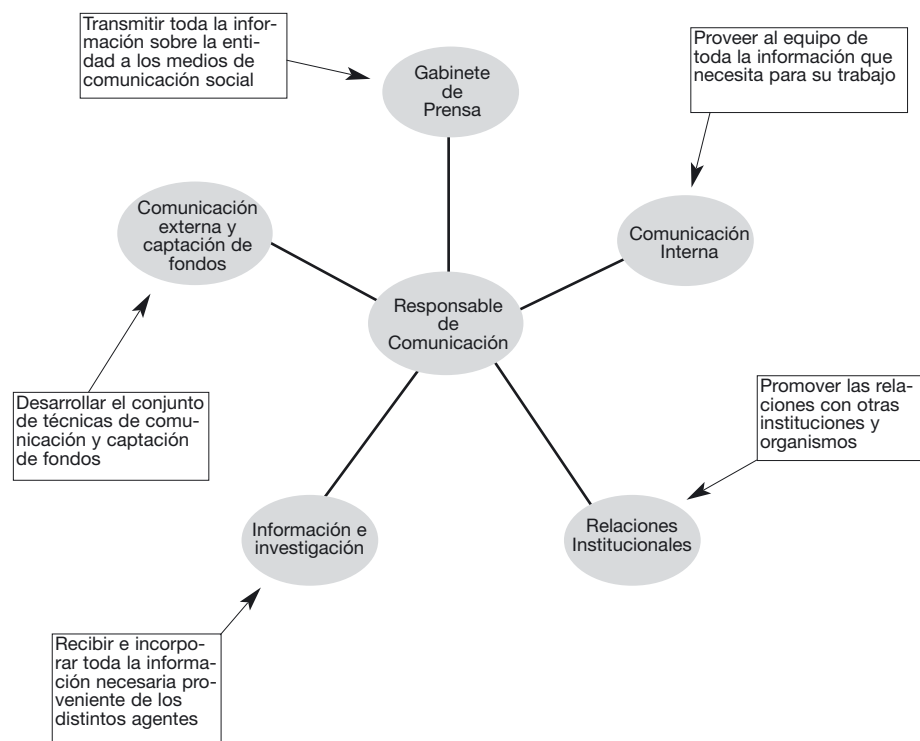 Transmitir toda la infor-
mación sobre la enti-
dad a los medios de
comunicación social
Gabinete
de
Prensa
Proveer al equipo de
toda la información que
necesita para su trabajo
Comunicación
externa y
captación de
fondos
Comunicación
Interna
Responsable
de
Comunicación
Desarrollar el conjunto
de técnicas de comu-
nicación y captación
de fondos
Promover las rela-
ciones con otras
instituciones y
organismos
Información e
investigación
Relaciones
Institucionales
Recibir e incorpo-
rar toda la informa-
ción necesaria pro-
veniente de los
distintos agentes